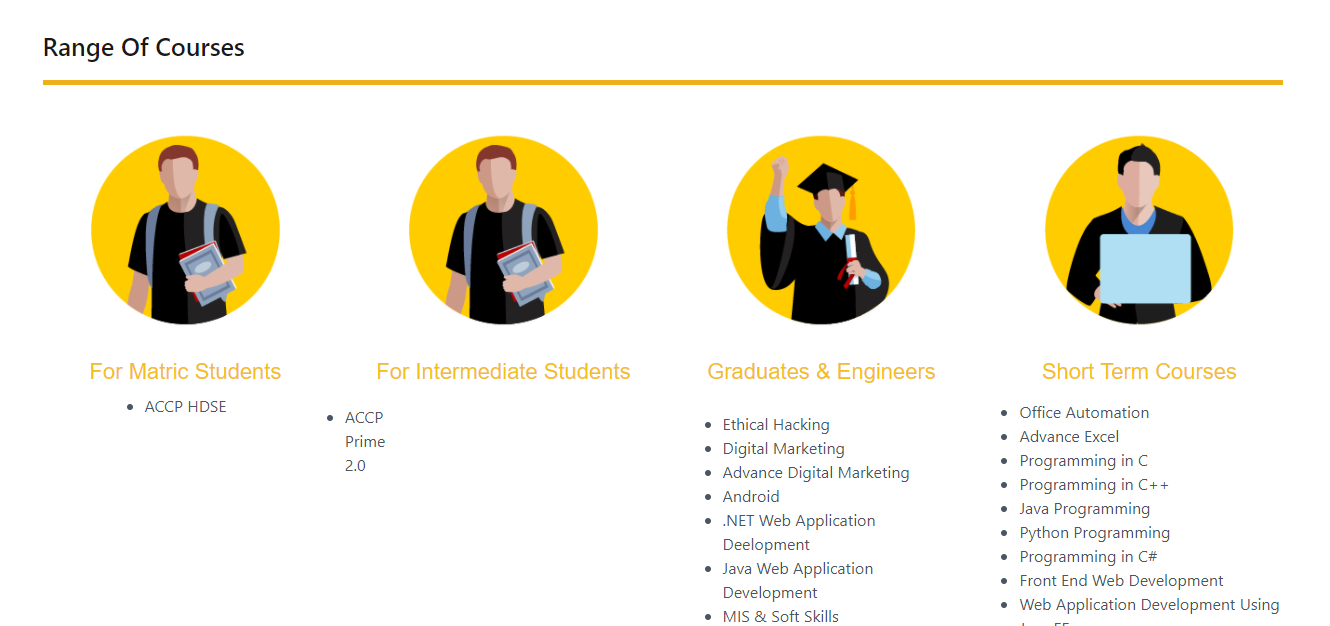 Range Of Courses
For Matric Students
ACCP HDSE
For Intermediate Students
ACCP
Prime
2.0
Graduates & Engineers
Ethical Hacking
Digital Marketing
Advance Digital Marketing
Android
.NET Web Application
Deelopment
Java Web Application
Development
MIS & Soft Skills
Short Term Courses
Office Automation
Advance Excel
Programming in C
Programming in C++
Java Programming
Python Programming
Programming in C#
Front End Web Development
Web Application Development Using